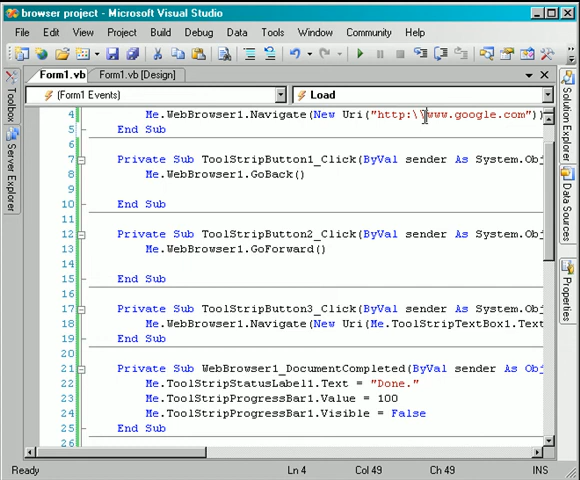 browser project - Microsoft Visual Studio
File Edit View Project Build Debug Data Tools Window Community Help
Form1.vb Form1.vb [Design]
(Form1 Events) Load
Toolbox
Server Explorer
4 Me.WebBrowser1.Navigate(New Uri("http:\\www.google.com"))
5 End Sub
6
7 Private Sub ToolStripButton1_Click(ByVal sender As System.Obj
8 Me.WebBrowser1.GoBack()
9
10 End Sub
11
12 Private Sub ToolStripButton2_Click(ByVal sender As System.Obj
13 Me.WebBrowser1.GoForward()
14
15 End Sub
16
17 Private Sub ToolStripButton3_Click(ByVal sender As System.Obj
18 Me.WebBrowser1.Navigate(New Uri(Me.ToolStripTextBox1.Text
19 End Sub
20
21 Private Sub WebBrowser1_DocumentCompleted(ByVal sender As Obj
22 Me.ToolStripStatusLabel1.Text = "Done."
23 Me.ToolStripProgressBar1.Value = 100
24 Me.ToolStripProgressBar1.Visible = False
25 End Sub
26
Solution Explorer
Data Sources
Properties
Ready Ln 4 Col 49 Ch 49 INS